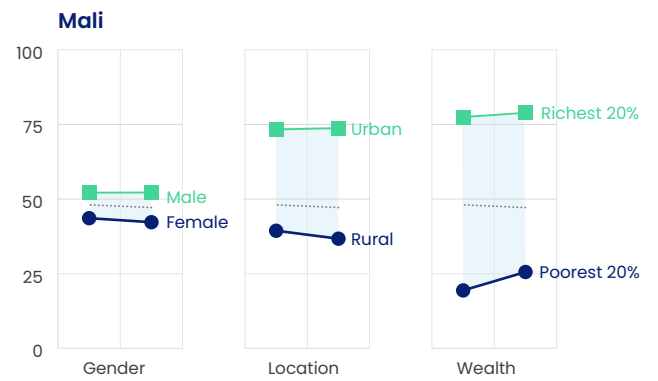 Mali
100
75
50
25
0
Male
Female
Urban
Rural
Richest 20%
Poorest 20%
Gender
Location
Wealth